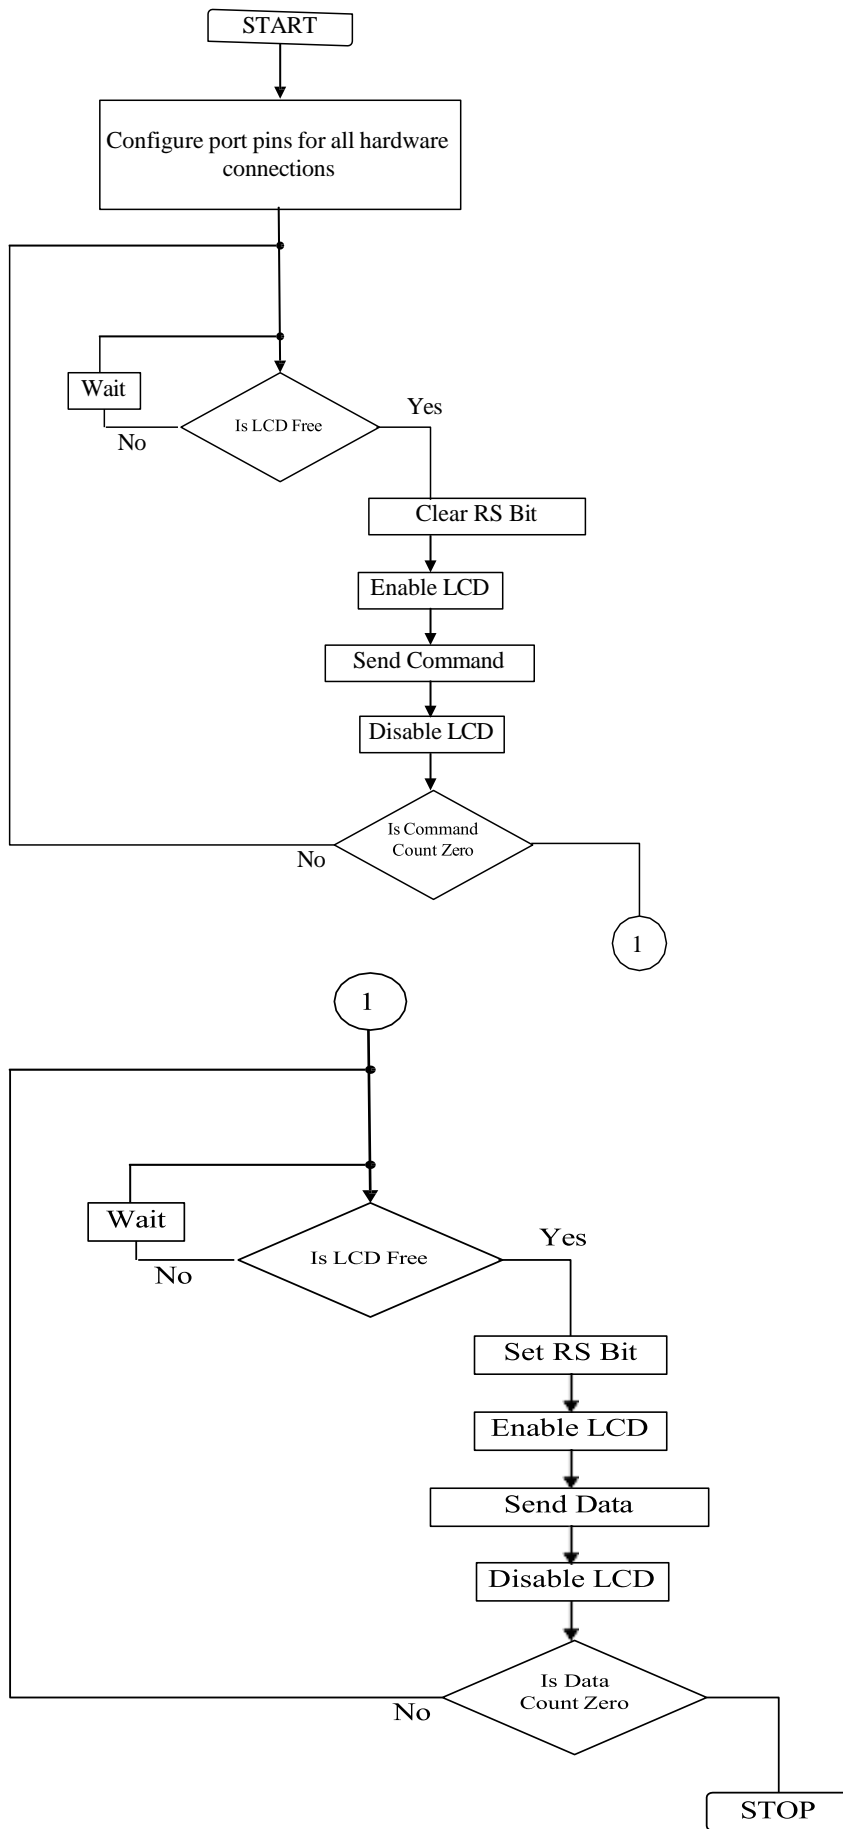 START
Configure port pins for all hardware
connections
Wait
Is LCD Free
Yes
No
Clear RS Bit
Enable LCD
Send Command
Disable LCD
Is Command
Count Zero
No
1
1
Wait
Is LCD Free
Yes
No
Set RS Bit
Enable LCD
Send Data
Disable LCD
Is Data
Count Zero
No
STOP